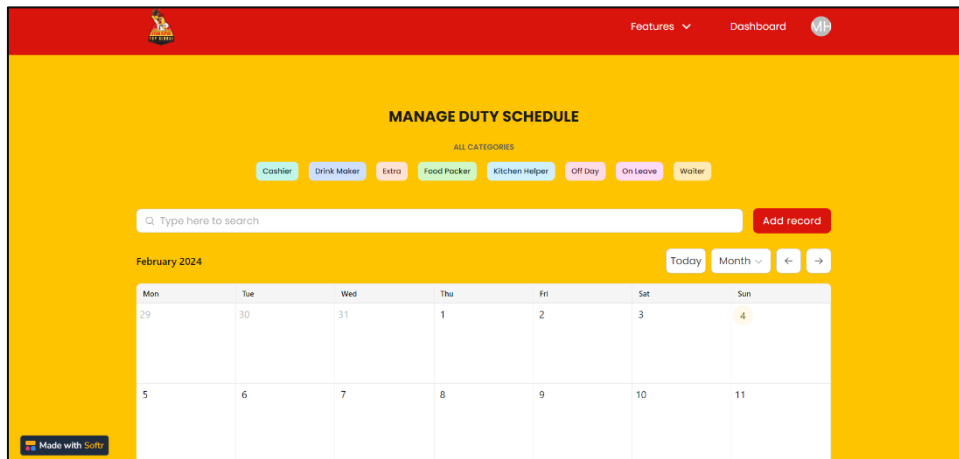 Features Dashboard MH
MANAGE DUTY SCHEDULE
ALL CATEGORIES
Cashier Drink Maker Extra Food Packer Kitchen Helper Off Day On Leave Waiter
Type here to search Add record
February 2024 Today Month
Mon Tue Wed Thu Fri Sat Sun
29 30 31 1 2 3 4
5 6 7 8 9 10 11
Made with Softr